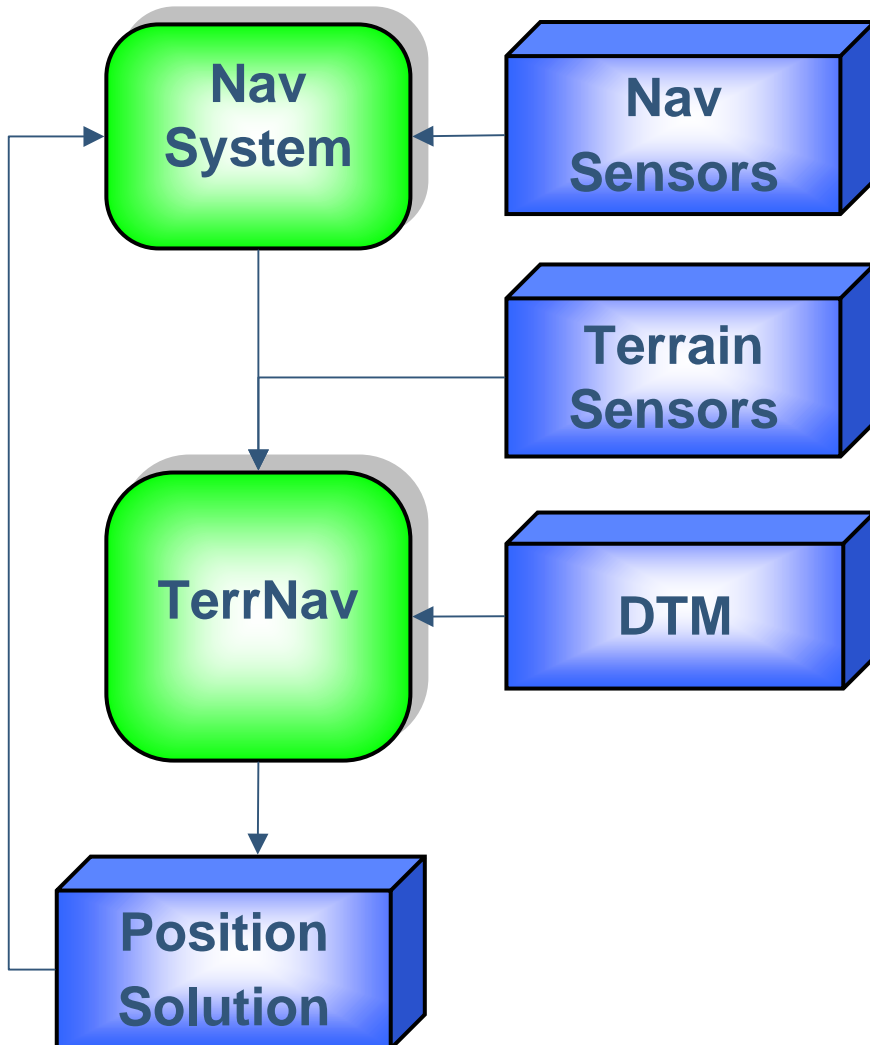 Nav
System
Nav
Sensors
Terrain
Sensors
TerrNav
DTM
Position
Solution